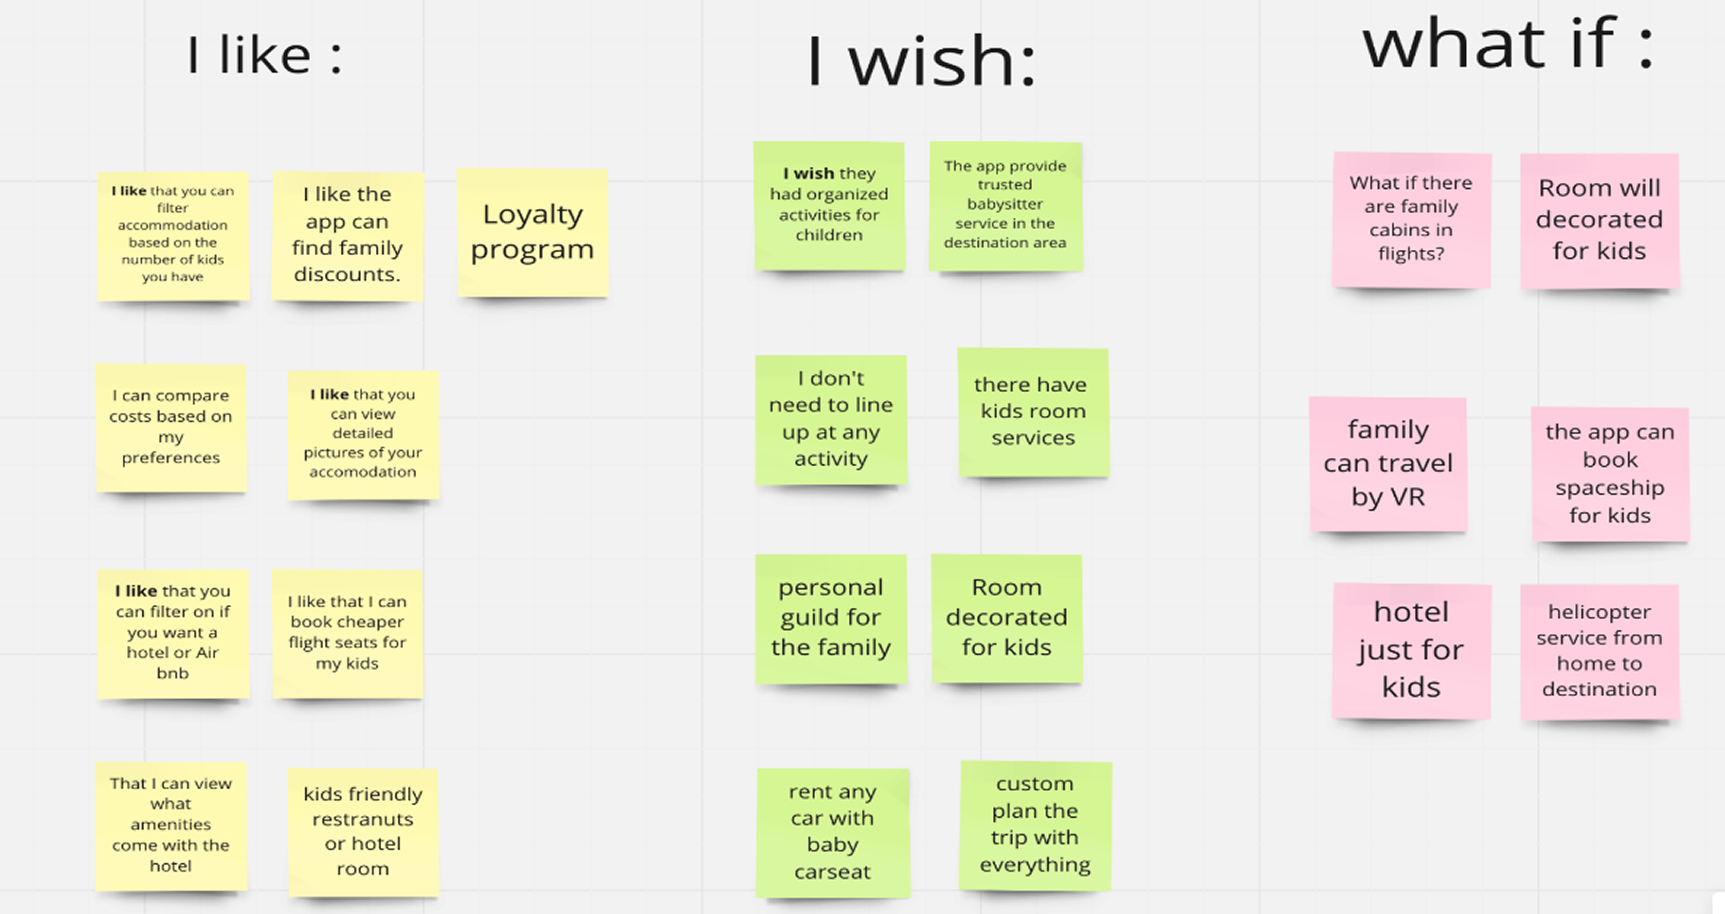 I like :
I wish:
what if :
I like that you can
filter
accommodation
based on the
number of kids
you have
I like the
app can
find family
discounts.
Loyalty
program
I can compare
costs based on
my
preferences
I like that you
can view
detailed
pictures of your
accomodation
I like that you
can filter on if
you want a
hotel or Air
bnb
I like that I can
book cheaper
flight seats for
my kids
That I can view
what
amenities
come with the
hotel
kids friendly
restranuts
or hotel
room
I wish they
had organized
activities for
children
The app provide
trusted
babysitter
service in the
destination area
I don't
need to line
up at any
activity
there have
kids room
services
personal
guild for
the family
Room
decorated
for kids
rent any
car with
baby
carseat
custom
plan the
trip with
everything
What if there
are family
cabins in
flights?
Room will
decorated
for kids
family
can travel
by VR
the app can
book
spaceship
for kids
hotel
just for
kids
helicopter
service from
home to
destination